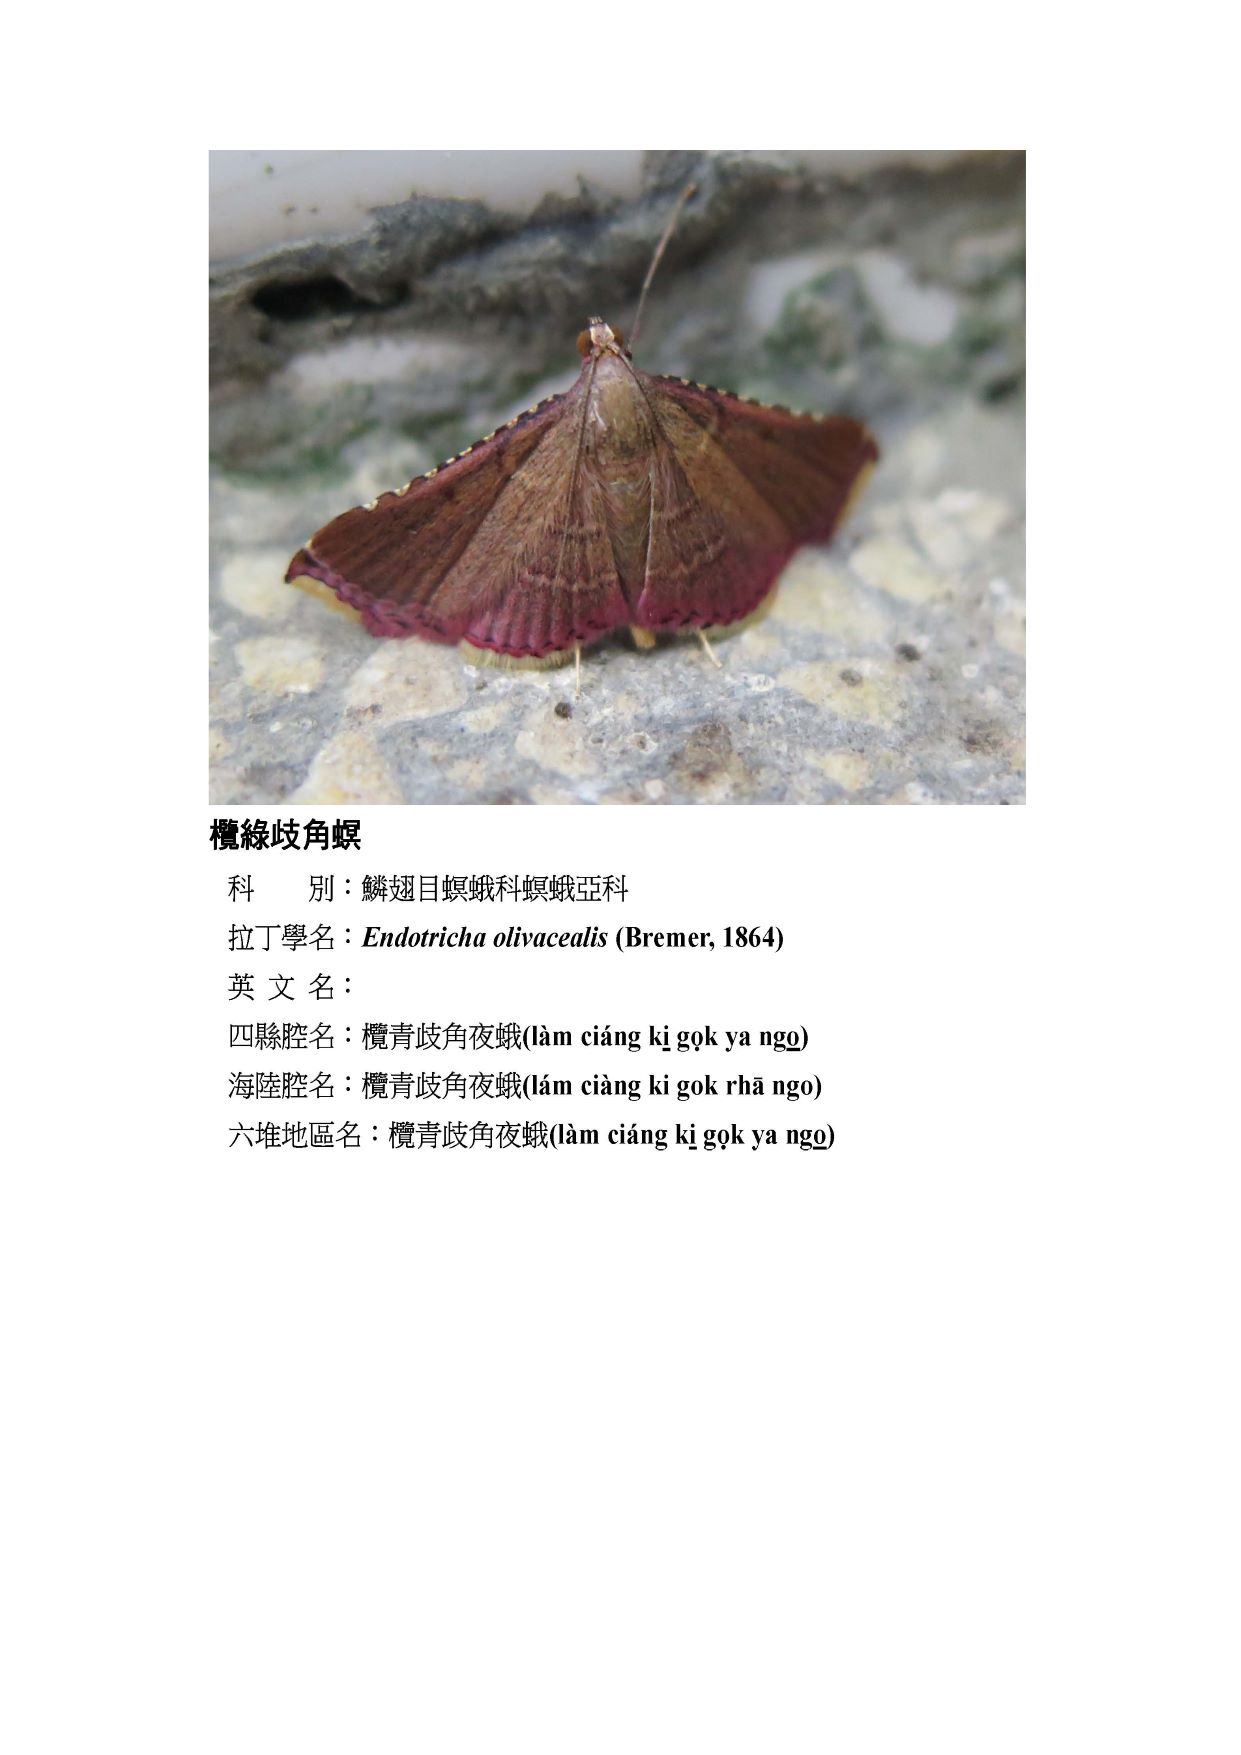 欖綠歧角螟
科　　別：鱗翅目螟蛾科螟蛾亞科
拉丁學名：Endotricha olivacealis (Bremer, 1864)
英 文 名：
四縣腔名：欖青歧角夜蛾(làm ciáng ki̲ gọk ya ngo̲)
海陸腔名：欖青歧角夜蛾(lám ciàng ki gok rhā ngo)
六堆地區名：欖青歧角夜蛾(làm ciáng ki̲ gọk ya ngo̲)